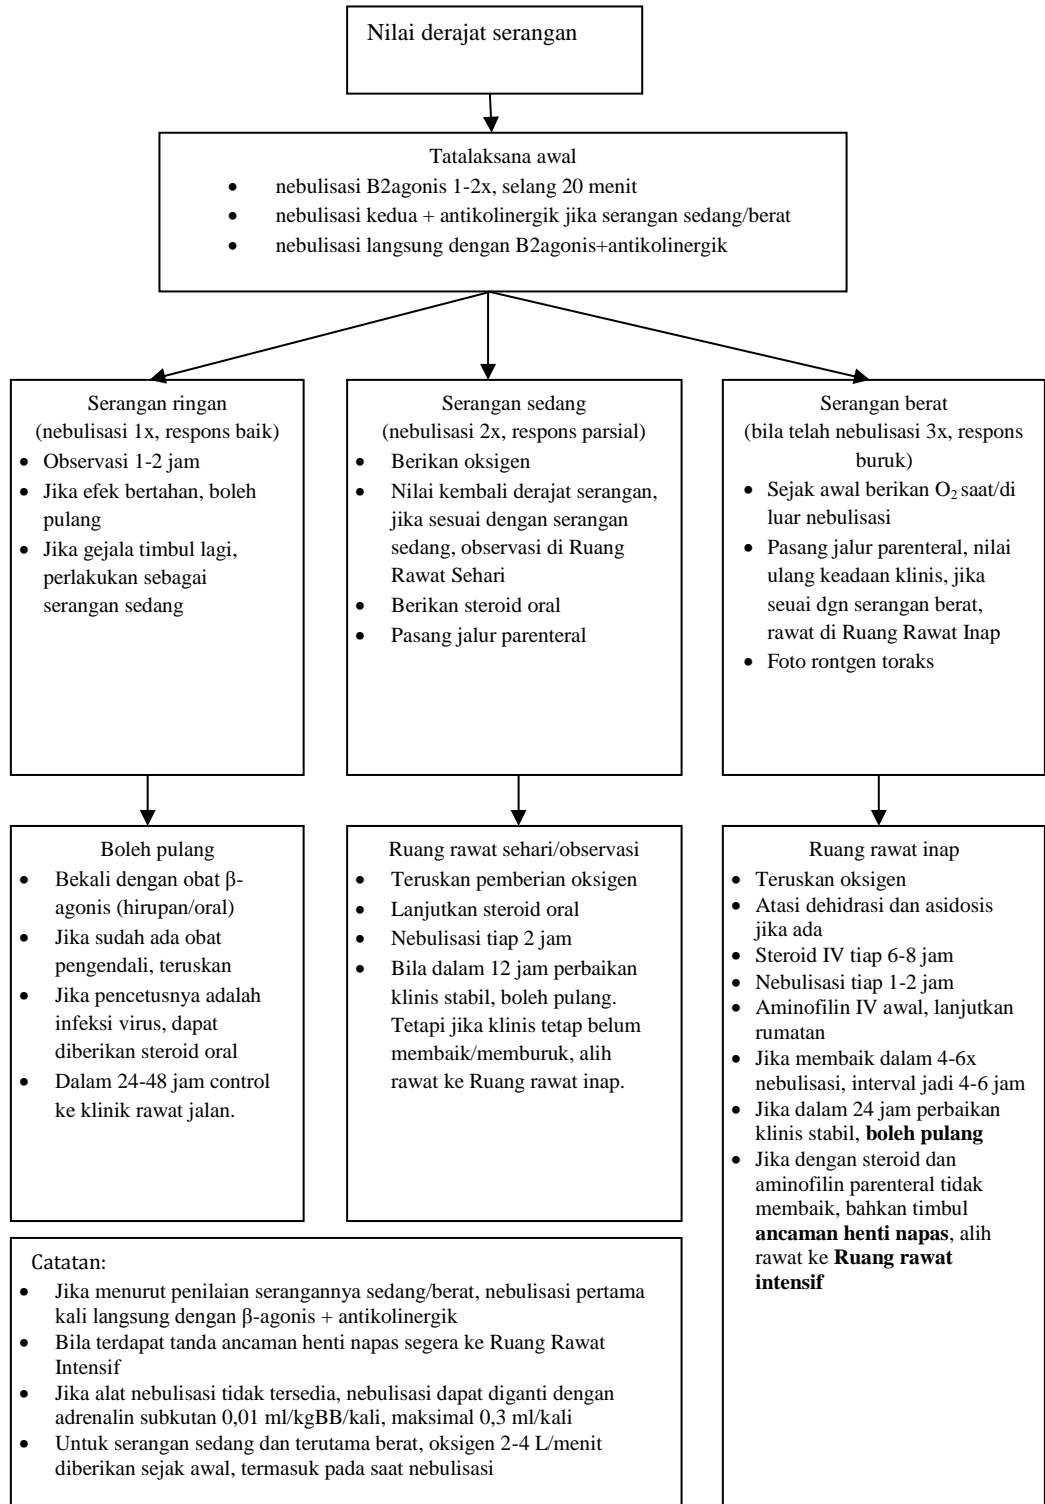 Nilai derajat serangan
Tatalaksana awal
• nebulisasi B2agonis 1-2x, selang 20 menit
• nebulisasi kedua + antikolinergik jika serangan sedang/berat
• nebulisasi langsung dengan B2agonis+antikolinergik
Serangan ringan
(nebulisasi 1x, respons baik)
• Observasi 1-2 jam
• Jika efek bertahan, boleh
pulang
• Jika gejala timbul lagi,
perlakukan sebagai
serangan sedang
Serangan sedang
(nebulisasi 2x, respons parsial)
• Berikan oksigen
• Nilai kembali derajat serangan,
jika sesuai dengan serangan
sedang, observasi di Ruang
Rawat Sehari
• Berikan steroid oral
• Pasang jalur parenteral
Serangan berat
(bila telah nebulisasi 3x, respons
buruk)
• Sejak awal berikan O₂ saat/di
luar nebulisasi
• Pasang jalur parenteral, nilai
ulang keadaan klinis, jika
seuai dgn serangan berat,
rawat di Ruang Rawat Inap
• Foto rontgen toraks
Boleh pulang
• Bekali dengan obat β-
agonis (hirupan/oral)
• Jika sudah ada obat
pengendali, teruskan
• Jika pencetusnya adalah
infeksi virus, dapat
diberikan steroid oral
• Dalam 24-48 jam control
ke klinik rawat jalan.
Ruang rawat sehari/observasi
• Teruskan pemberian oksigen
• Lanjutkan steroid oral
• Nebulisasi tiap 2 jam
• Bila dalam 12 jam perbaikan
klinis stabil, boleh pulang.
Tetapi jika klinis tetap belum
membaik/memburuk, alih
rawat ke Ruang rawat inap.
Ruang rawat inap
• Teruskan oksigen
• Atasi dehidrasi dan asidosis
jika ada
• Steroid IV tiap 6-8 jam
• Nebulisasi tiap 1-2 jam
• Aminofilin IV awal, lanjutkan
rumatan
• Jika membaik dalam 4-6x
nebulisasi, interval jadi 4-6 jam
• Jika dalam 24 jam perbaikan
klinis stabil, boleh pulang
• Jika dengan steroid dan
aminofilin parenteral tidak
membaik, bahkan timbul
ancaman henti napas, alih
rawat ke Ruang rawat
intensif
Catatan:
• Jika menurut penilaian serangannya sedang/berat, nebulisasi pertama
kali langsung dengan β-agonis + antikolinergik
• Bila terdapat tanda ancaman henti napas segera ke Ruang Rawat
Intensif
• Jika alat nebulisasi tidak tersedia, nebulisasi dapat diganti dengan
adrenalin subkutan 0,01 ml/kgBB/kali, maksimal 0,3 ml/kali
• Untuk serangan sedang dan terutama berat, oksigen 2-4 L/menit
diberikan sejak awal, termasuk pada saat nebulisasi